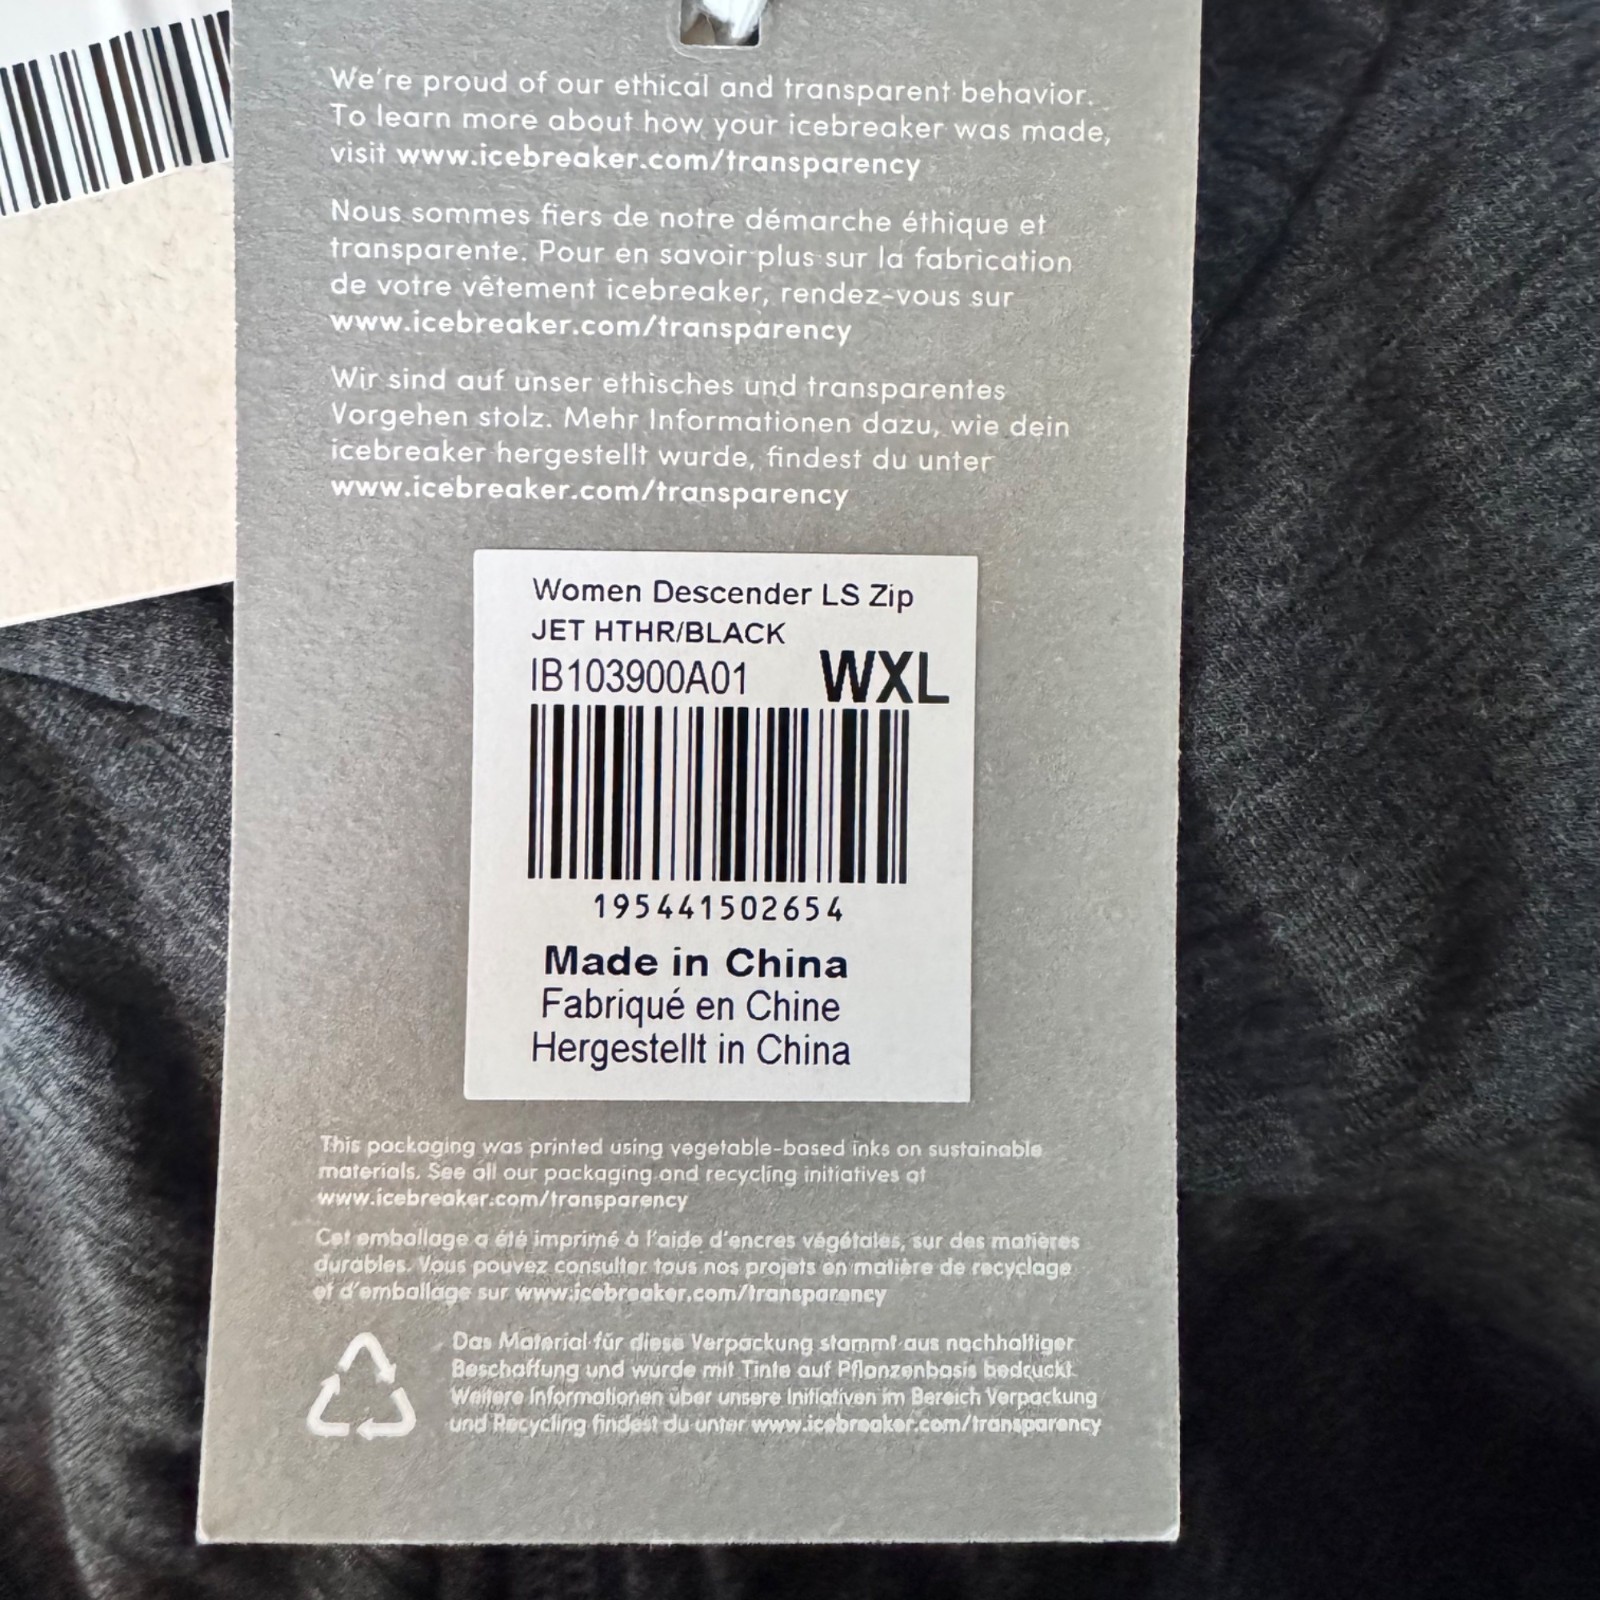 We're proud of our ethical and transparent behavior.
To learn more about how your icebreaker was made,
visit www.icebreaker.com/transparency
Nous sommes fiers de notre démarche éthique et
transparente. Pour en savoir plus sur la fabrication
de votre vêtement icebreaker, rendez-vous sur
www.icebreaker.com/transparency
Wir sind auf unser ethisches und transparentes
Vorgehen stolz. Mehr Informationen dazu, wie dein
icebreaker hergestellt wurde, findest du unter
www.icebreaker.com/transparency
Women Descender LS Zip
JET HTHR/BLACK
IB103900A01 WXL
195441502654
Made in China
Fabriqué en Chine
Hergestellt in China
This packaging was printed using vegetable-based inks on sustainable
materials. See all our packaging and recycling initiatives at
www.icebreaker.com/transparency
Cet emballage a été imprimé à l'aide d'encres végétales, sur des matières
durables. Vous pouvez consulter tous nos projets en matière de recyclage
et d'emballage sur www.icebreaker.com/transparency
Das Material für diese Verpackung stammt aus nachhaltiger
Beschaffung und wurde mit Tinte auf Pflanzenbasis bedruckt.
Weitere Informationen über unsere Initiativen im Bereich Verpackung
und Recycling findest du unter www.icebreaker.com/transparency